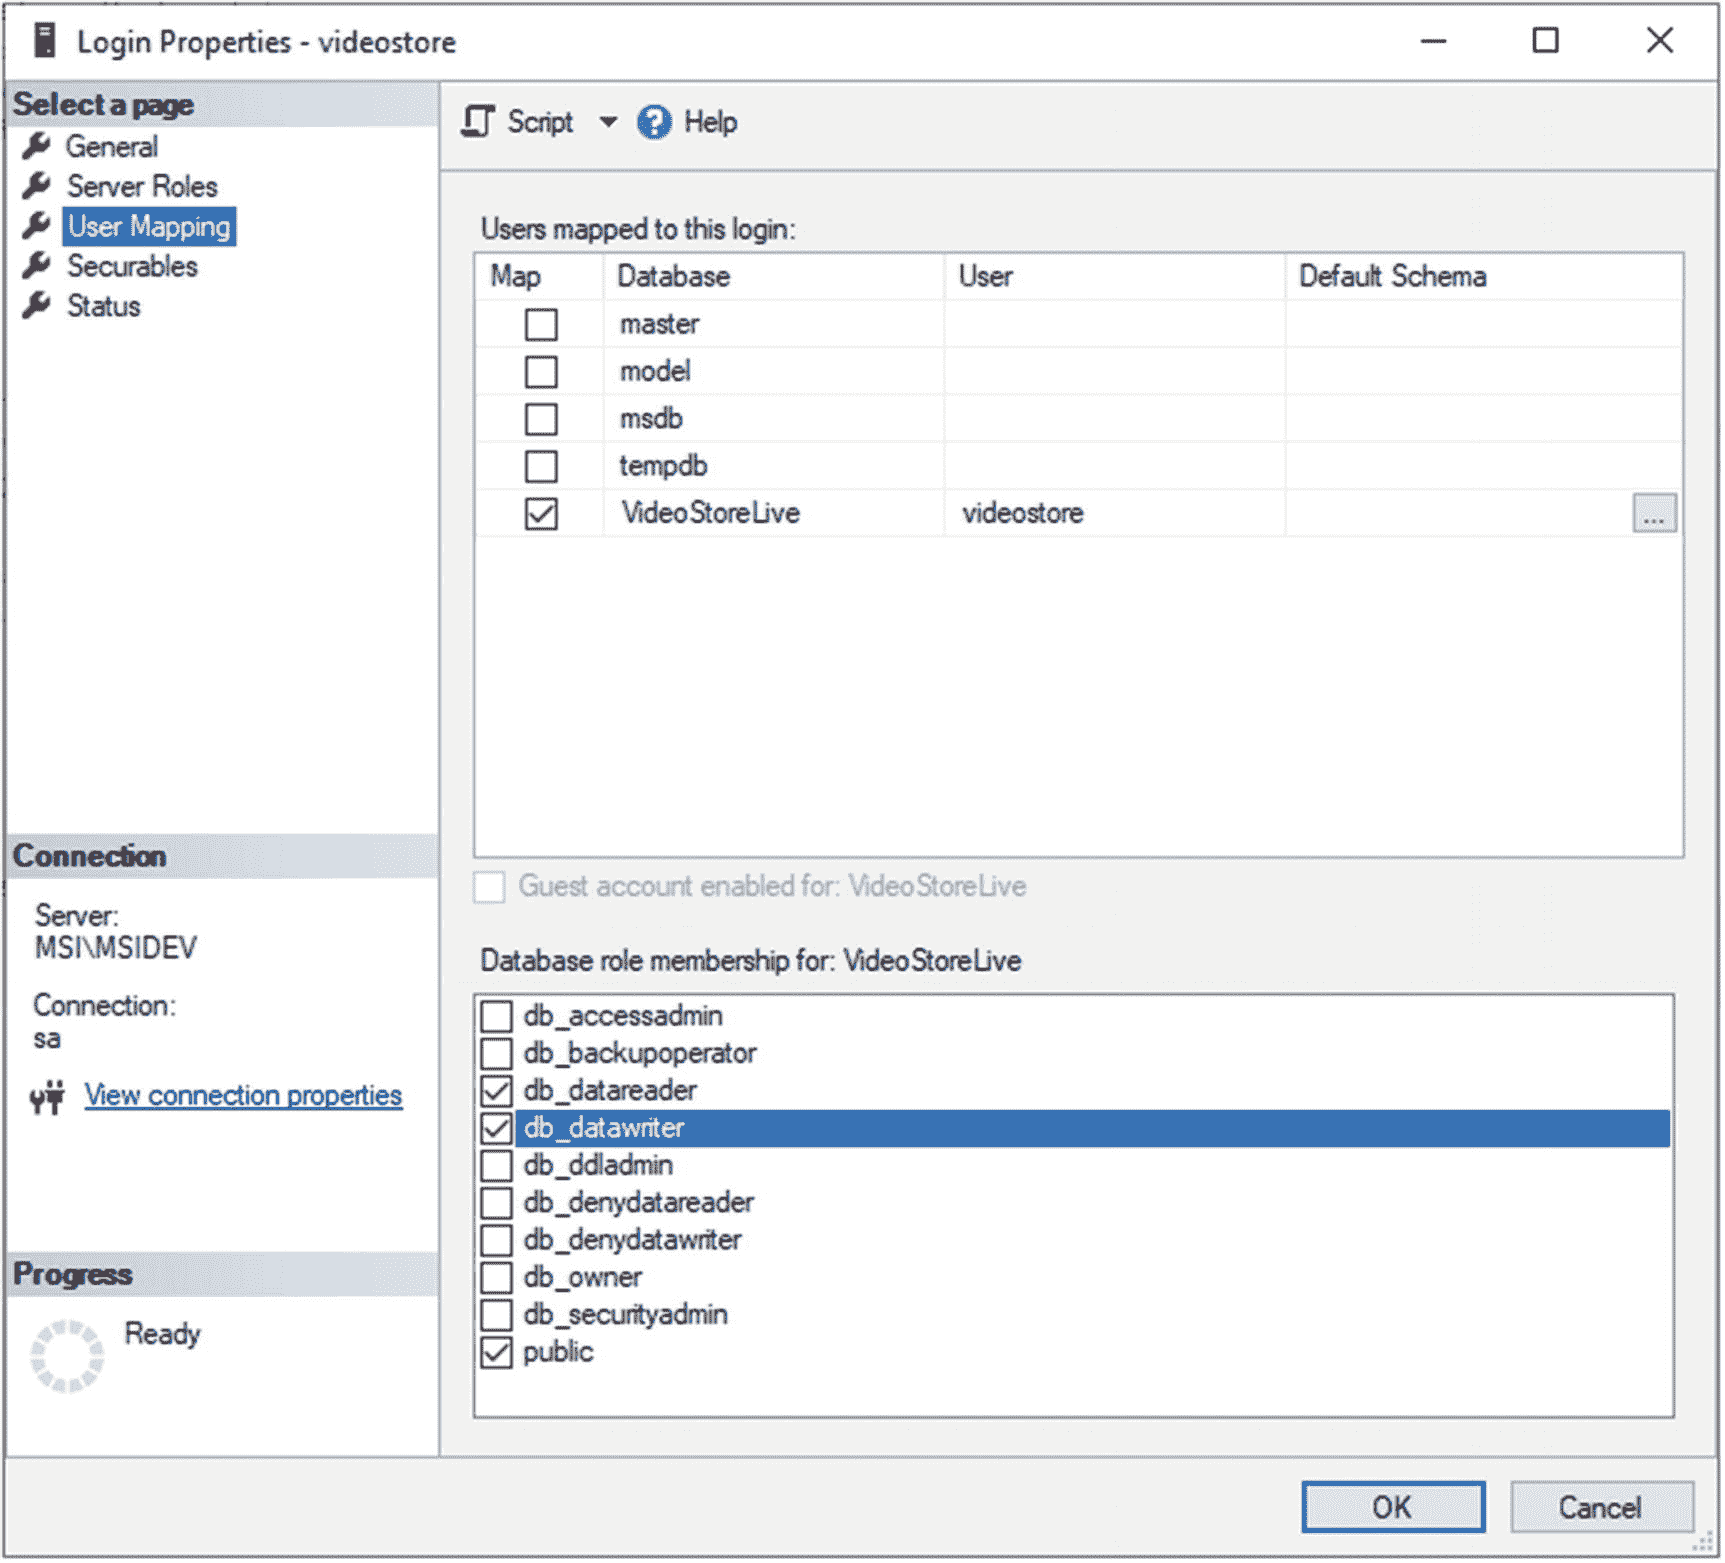 Login Properties - videostore
Select a page
General
Server Roles
User Mapping
Securables
Status
Connection
Server:
MSI\MSIDEV
Connection:
sa
View connection properties
Progress
Ready
Script
Help
Users mapped to this login:
Map Database User Default Schema
master
model
msdb
tempdb
VideoStoreLive videostore ...
Guest account enabled for: VideoStoreLive
Database role membership for: VideoStoreLive
db_accessadmin
db_backupoperator
db_datareader
db_datawriter
db_ddladmin
db_denydatareader
db_denydatawriter
db_owner
db_securityadmin
public
OK Cancel